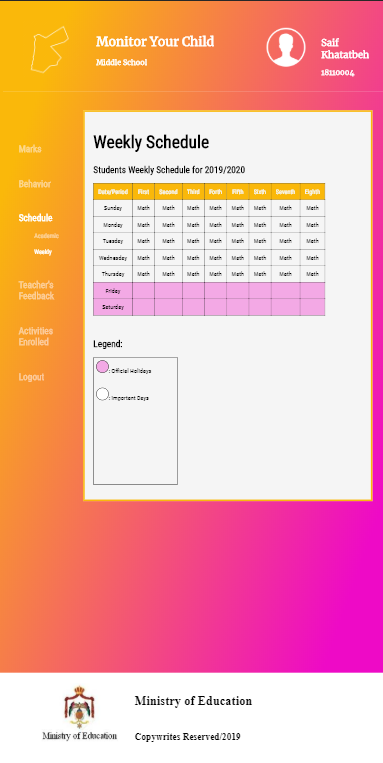 Monitor Your Child
Middle School
Saif
Khatatbeh
18110004
Marks
Behavior
Schedule
Academic
Weekly
Teacher's
Feedback
Activities
Enrolled
Logout
Weekly Schedule
Students Weekly Schedule for 2019/2020
Date/Period First Second Third Forth Fifth Sixth Seventh Eighth
Sunday Math Math Math Math Math Math Math Math
Monday Math Math Math Math Math Math Math Math
Tuesday Math Math Math Math Math Math Math Math
Wednesday Math Math Math Math Math Math Math Math
Thursday Math Math Math Math Math Math Math Math
Friday
Saturday
Legend:
: Official Holidays
: Important Days
Ministry of Education
Ministry of Education
Copywrites Reserved/2019